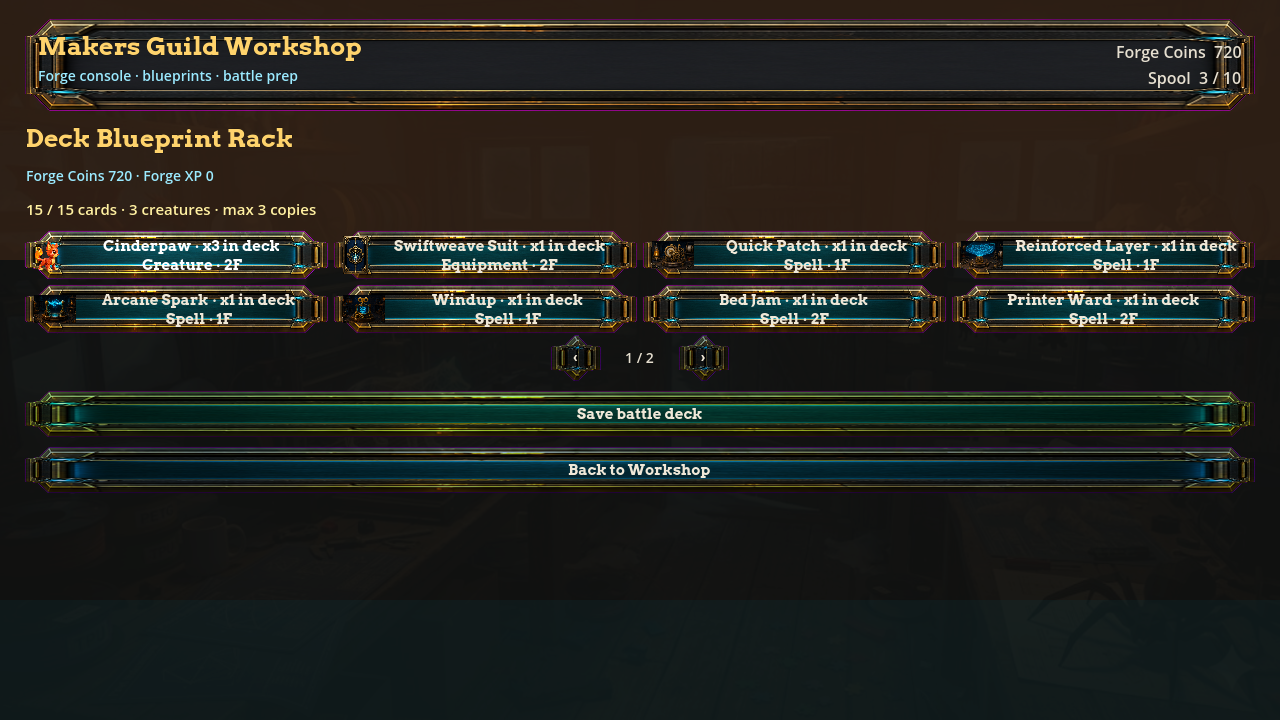 Makers Guild Workshop
Forge console · blueprints · battle prep
Forge Coins 720
Spool 3 / 10
Deck Blueprint Rack
Forge Coins 720 · Forge XP 0
15 / 15 cards · 3 creatures · max 3 copies
Cinderpaw · x3 in deck
Creature · 2F
Swiftweave Suit · x1 in deck
Equipment · 2F
Quick Patch · x1 in deck
Spell · 1F
Reinforced Layer · x1 in deck
Spell · 1F
Arcane Spark · x1 in deck
Spell · 1F
Windup · x1 in deck
Spell · 1F
Bed Jam · x1 in deck
Spell · 2F
Printer Ward · x1 in deck
Spell · 2F
‹ 1 / 2 ›
Save battle deck
Back to Workshop